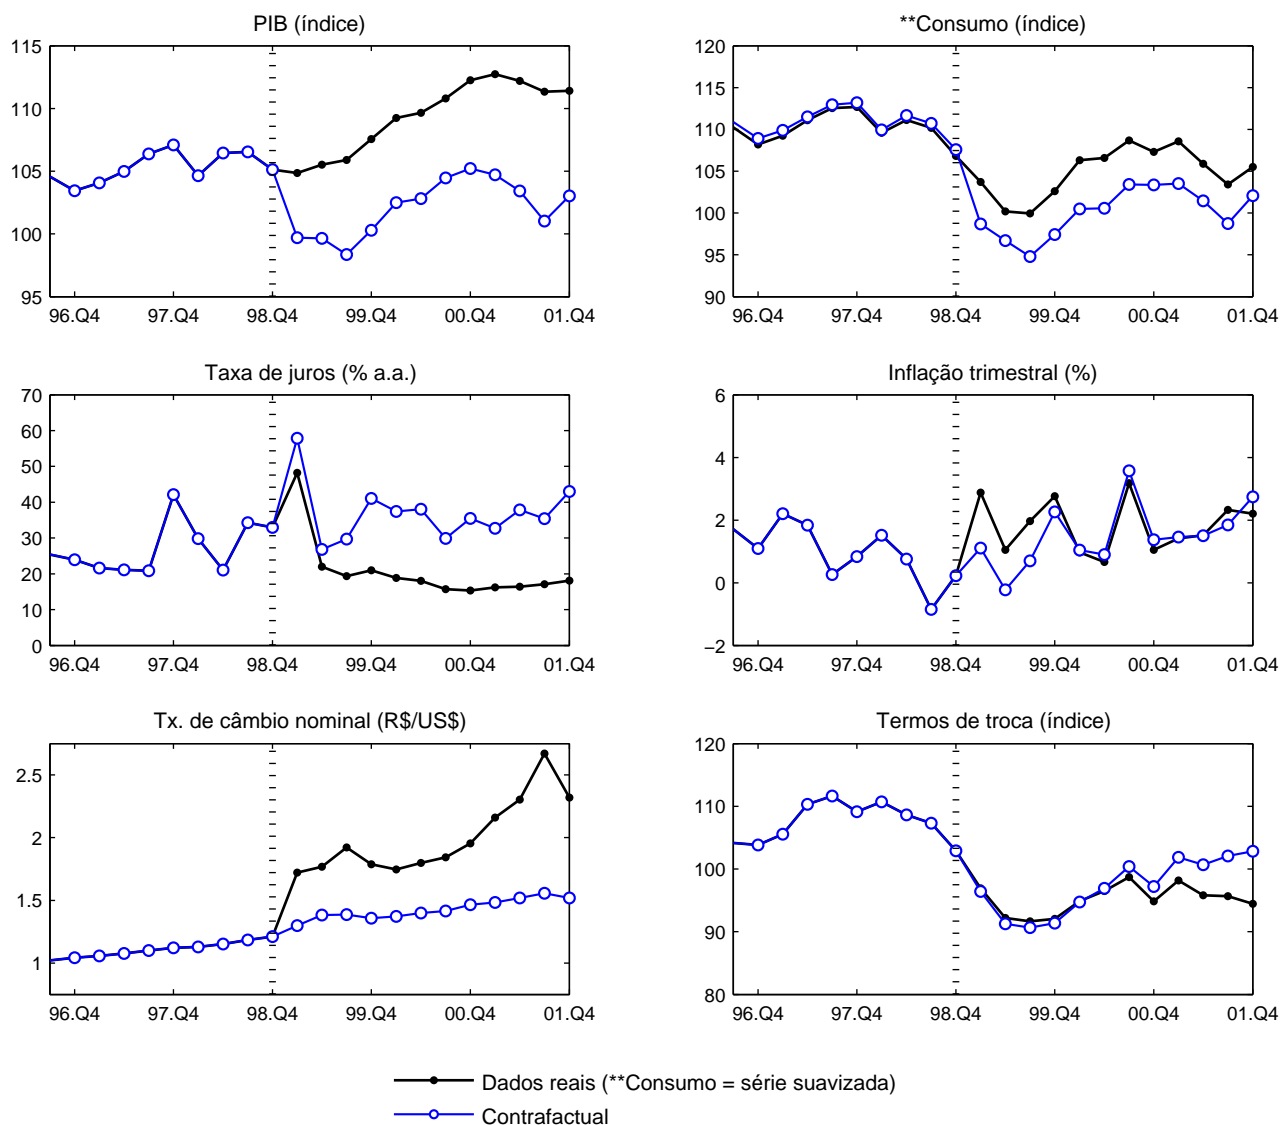 PIB (índice)
115
110
105
100
95
96.Q4 97.Q4 98.Q4 99.Q4 00.Q4 01.Q4
**Consumo (índice)
120
115
110
105
100
95
90
96.Q4 97.Q4 98.Q4 99.Q4 00.Q4 01.Q4
Taxa de juros (% a.a.)
70
60
50
40
30
20
10
0
96.Q4 97.Q4 98.Q4 99.Q4 00.Q4 01.Q4
Inflação trimestral (%)
6
4
2
0
−2
96.Q4 97.Q4 98.Q4 99.Q4 00.Q4 01.Q4
Tx. de câmbio nominal (R$/US$)
2.5
2
1.5
1
96.Q4 97.Q4 98.Q4 99.Q4 00.Q4 01.Q4
Termos de troca (índice)
120
110
100
90
80
96.Q4 97.Q4 98.Q4 99.Q4 00.Q4 01.Q4
Dados reais (**Consumo = série suavizada)
Contrafactual